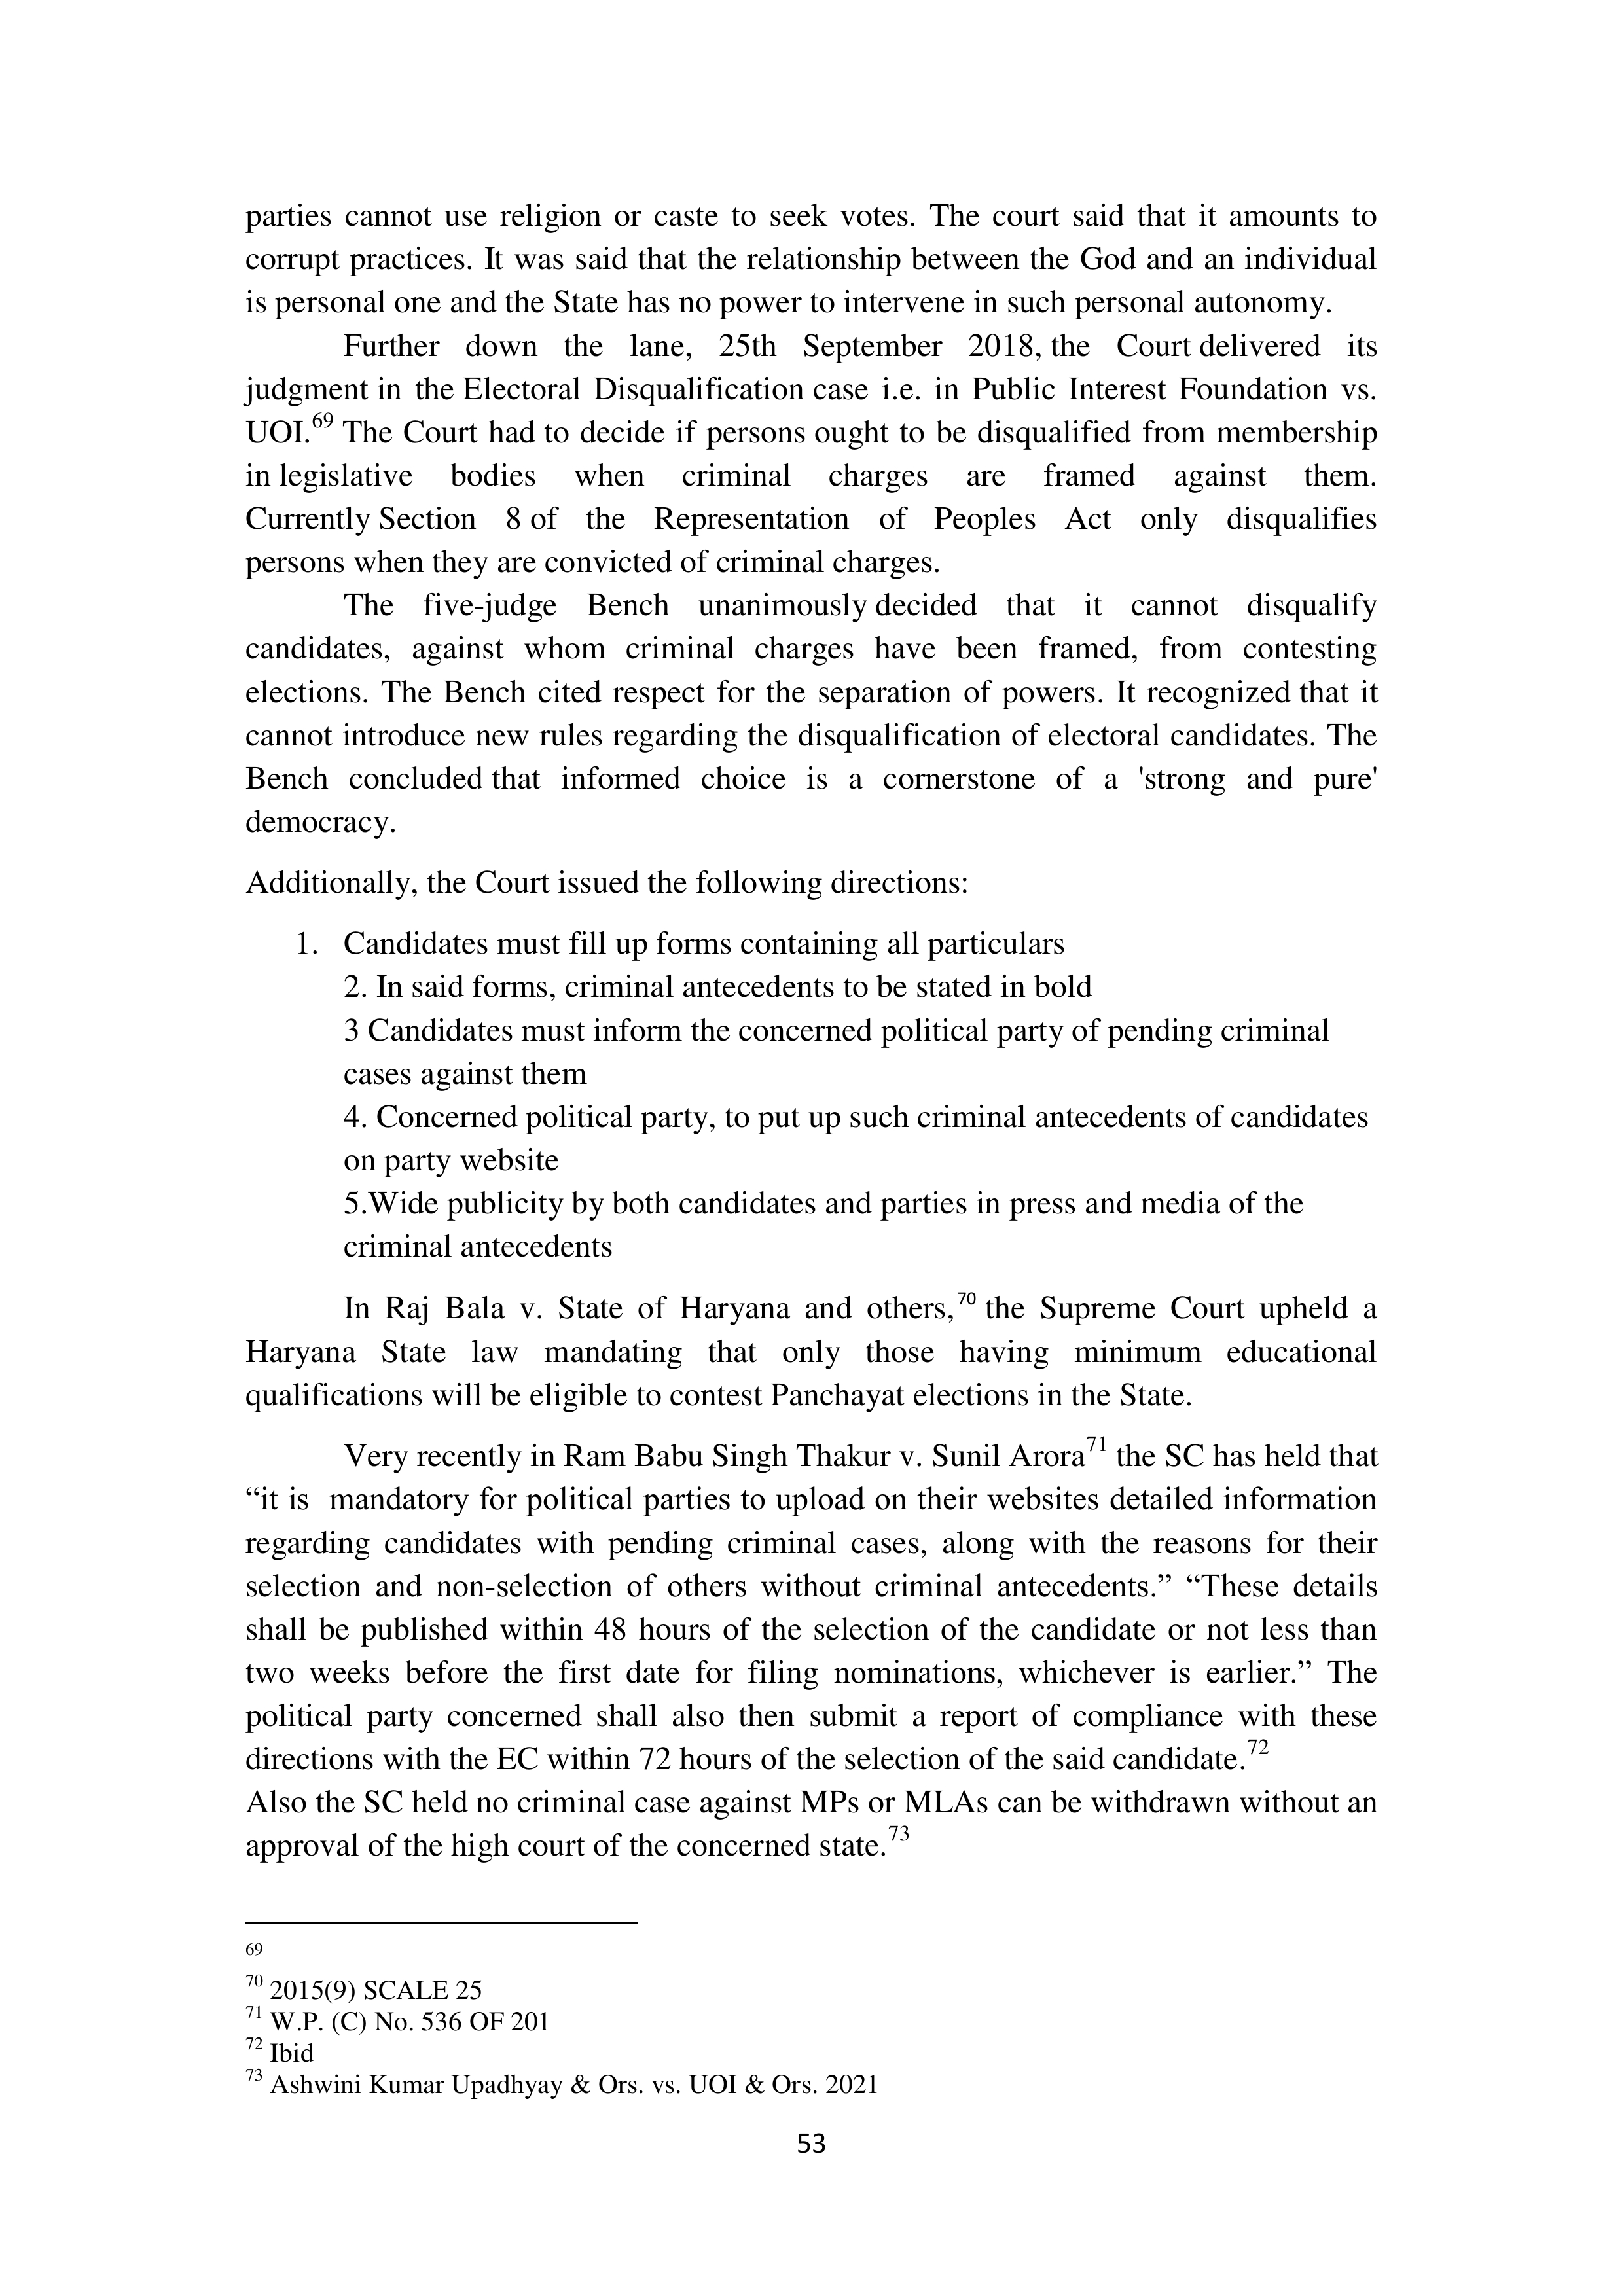 parties cannot use religion or caste to seek votes. The court said that it amounts to
corrupt practices. It was said that the relationship between the God and an individual
is personal one and the State has no power to intervene in such personal autonomy.
Further down the lane, 25th September 2018, the Court delivered its
judgment in the Electoral Disqualification case i.e. in Public Interest Foundation vs.
UOI.69 The Court had to decide if persons ought to be disqualified from membership
in legislative bodies when criminal charges are framed against them.
Currently Section 8 of the Representation of Peoples Act only disqualifies
persons when they are convicted of criminal charges.
The five-judge Bench unanimously decided that it cannot disqualify
candidates, against whom criminal charges have been framed, from contesting
elections. The Bench cited respect for the separation of powers. It recognized that it
cannot introduce new rules regarding the disqualification of electoral candidates. The
Bench concluded that informed choice is a cornerstone of a 'strong and pure'
democracy.
Additionally, the Court issued the following directions:
1. Candidates must fill up forms containing all particulars
2. In said forms, criminal antecedents to be stated in bold
3 Candidates must inform the concerned political party of pending criminal
cases against them
4. Concerned political party, to put up such criminal antecedents of candidates
on party website
5.Wide publicity by both candidates and parties in press and media of the
criminal antecedents
In Raj Bala v. State of Haryana and others,70 the Supreme Court upheld a
Haryana State law mandating that only those having minimum educational
qualifications will be eligible to contest Panchayat elections in the State.
Very recently in Ram Babu Singh Thakur v. Sunil Arora71 the SC has held that
“it is mandatory for political parties to upload on their websites detailed information
regarding candidates with pending criminal cases, along with the reasons for their
selection and non-selection of others without criminal antecedents.” “These details
shall be published within 48 hours of the selection of the candidate or not less than
two weeks before the first date for filing nominations, whichever is earlier.” The
political party concerned shall also then submit a report of compliance with these
directions with the EC within 72 hours of the selection of the said candidate.72
Also the SC held no criminal case against MPs or MLAs can be withdrawn without an
approval of the high court of the concerned state.73
69
70 2015(9) SCALE 25
71 W.P. (C) No. 536 OF 201
72 Ibid
73 Ashwini Kumar Upadhyay & Ors. vs. UOI & Ors. 2021
53